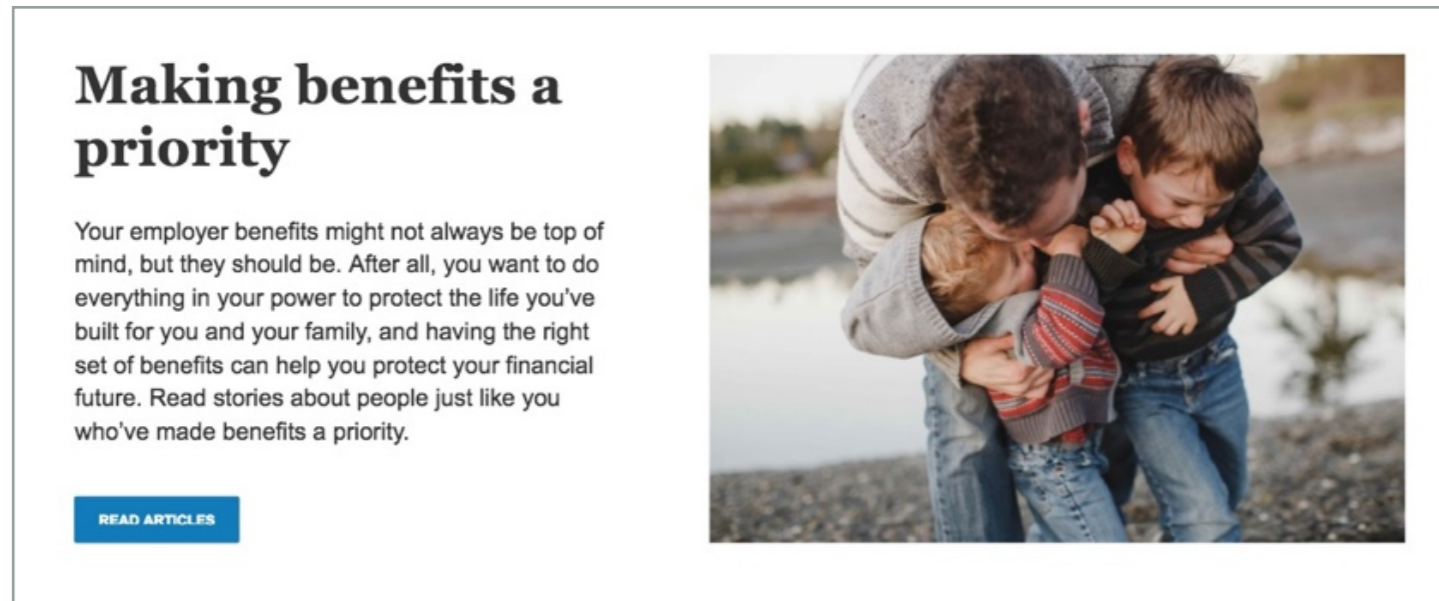 Making benefits a
priority
Your employer benefits might not always be top of
mind, but they should be. After all, you want to do
everything in your power to protect the life you’ve
built for you and your family, and having the right
set of benefits can help you protect your financial
future. Read stories about people just like you
who’ve made benefits a priority.
READ ARTICLES